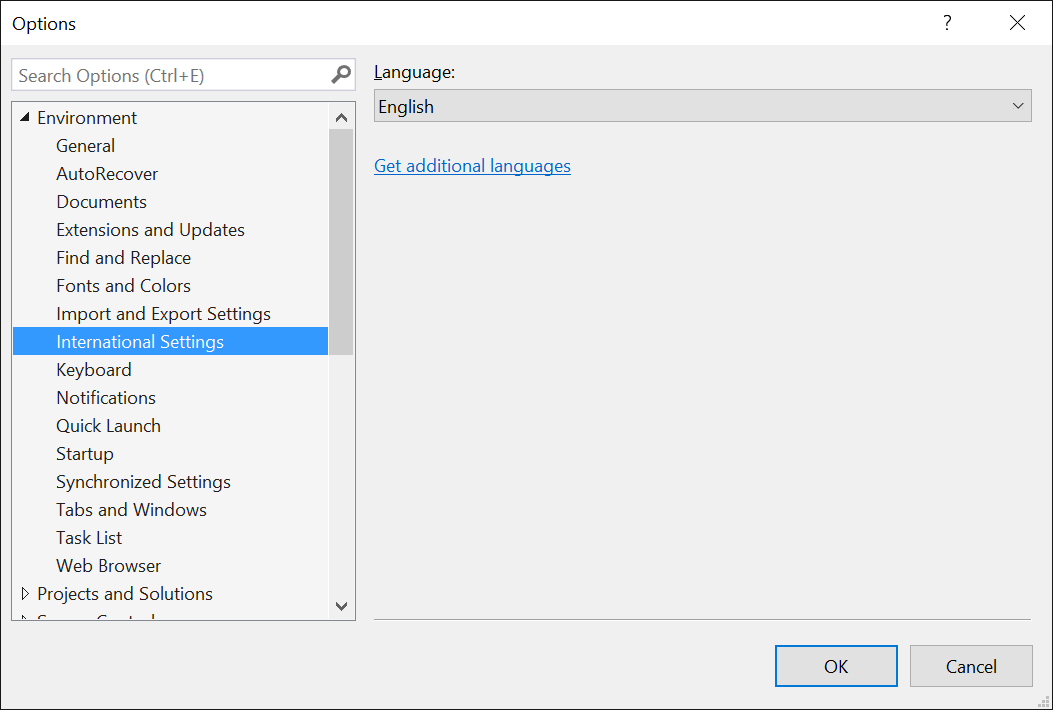 Options
?
Search Options (Ctrl+E)
Environment
General
AutoRecover
Documents
Extensions and Updates
Find and Replace
Fonts and Colors
Import and Export Settings
International Settings
Keyboard
Notifications
Quick Launch
Startup
Synchronized Settings
Tabs and Windows
Task List
Web Browser
Projects and Solutions
Language:
English
Get additional languages
OK
Cancel